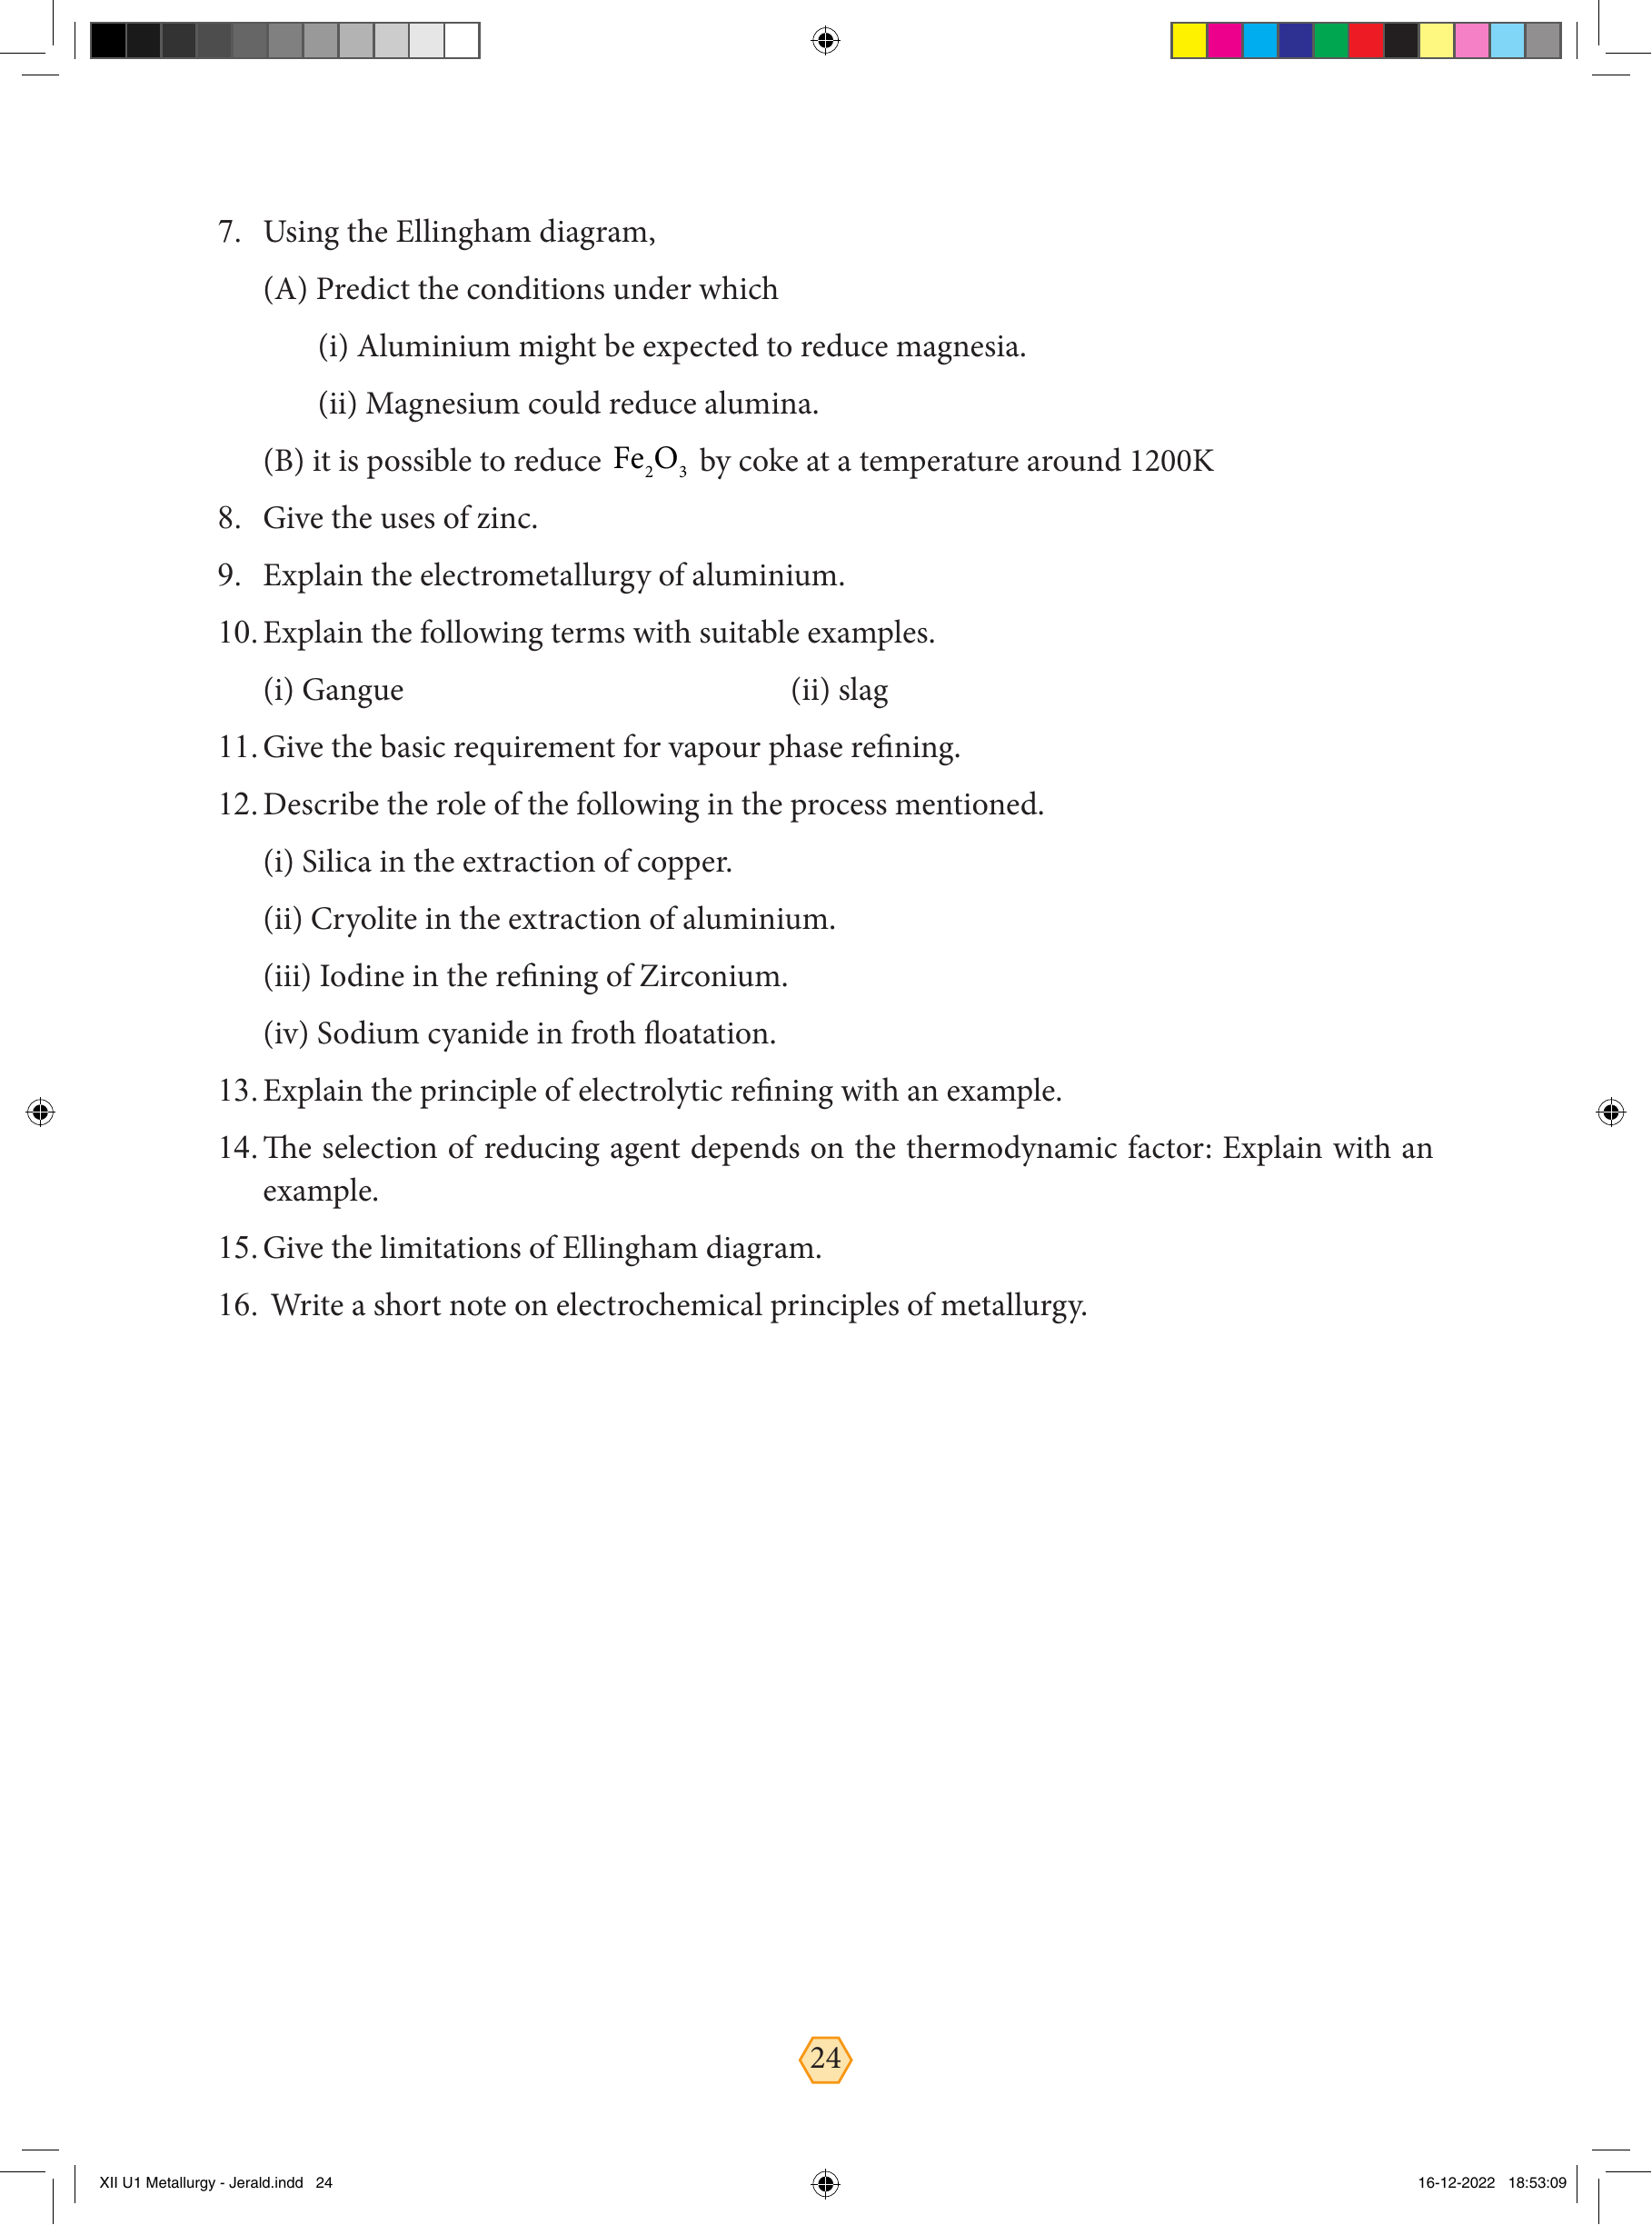 7. Using the Ellingham diagram,
(A) Predict the conditions under which
(i) Aluminium might be expected to reduce magnesia.
(ii) Magnesium could reduce alumina.
(B) it is possible to reduce Fe₂O₃ by coke at a temperature around 1200K
8. Give the uses of zinc.
9. Explain the electrometallurgy of aluminium.
10. Explain the following terms with suitable examples.
(i) Gangue (ii) slag
11. Give the basic requirement for vapour phase refining.
12. Describe the role of the following in the process mentioned.
(i) Silica in the extraction of copper.
(ii) Cryolite in the extraction of aluminium.
(iii) Iodine in the refining of Zirconium.
(iv) Sodium cyanide in froth floatation.
13. Explain the principle of electrolytic refining with an example.
14. The selection of reducing agent depends on the thermodynamic factor: Explain with an
example.
15. Give the limitations of Ellingham diagram.
16. Write a short note on electrochemical principles of metallurgy.
24
XII U1 Metallurgy - Jerald.indd 24 16-12-2022 18:53:09